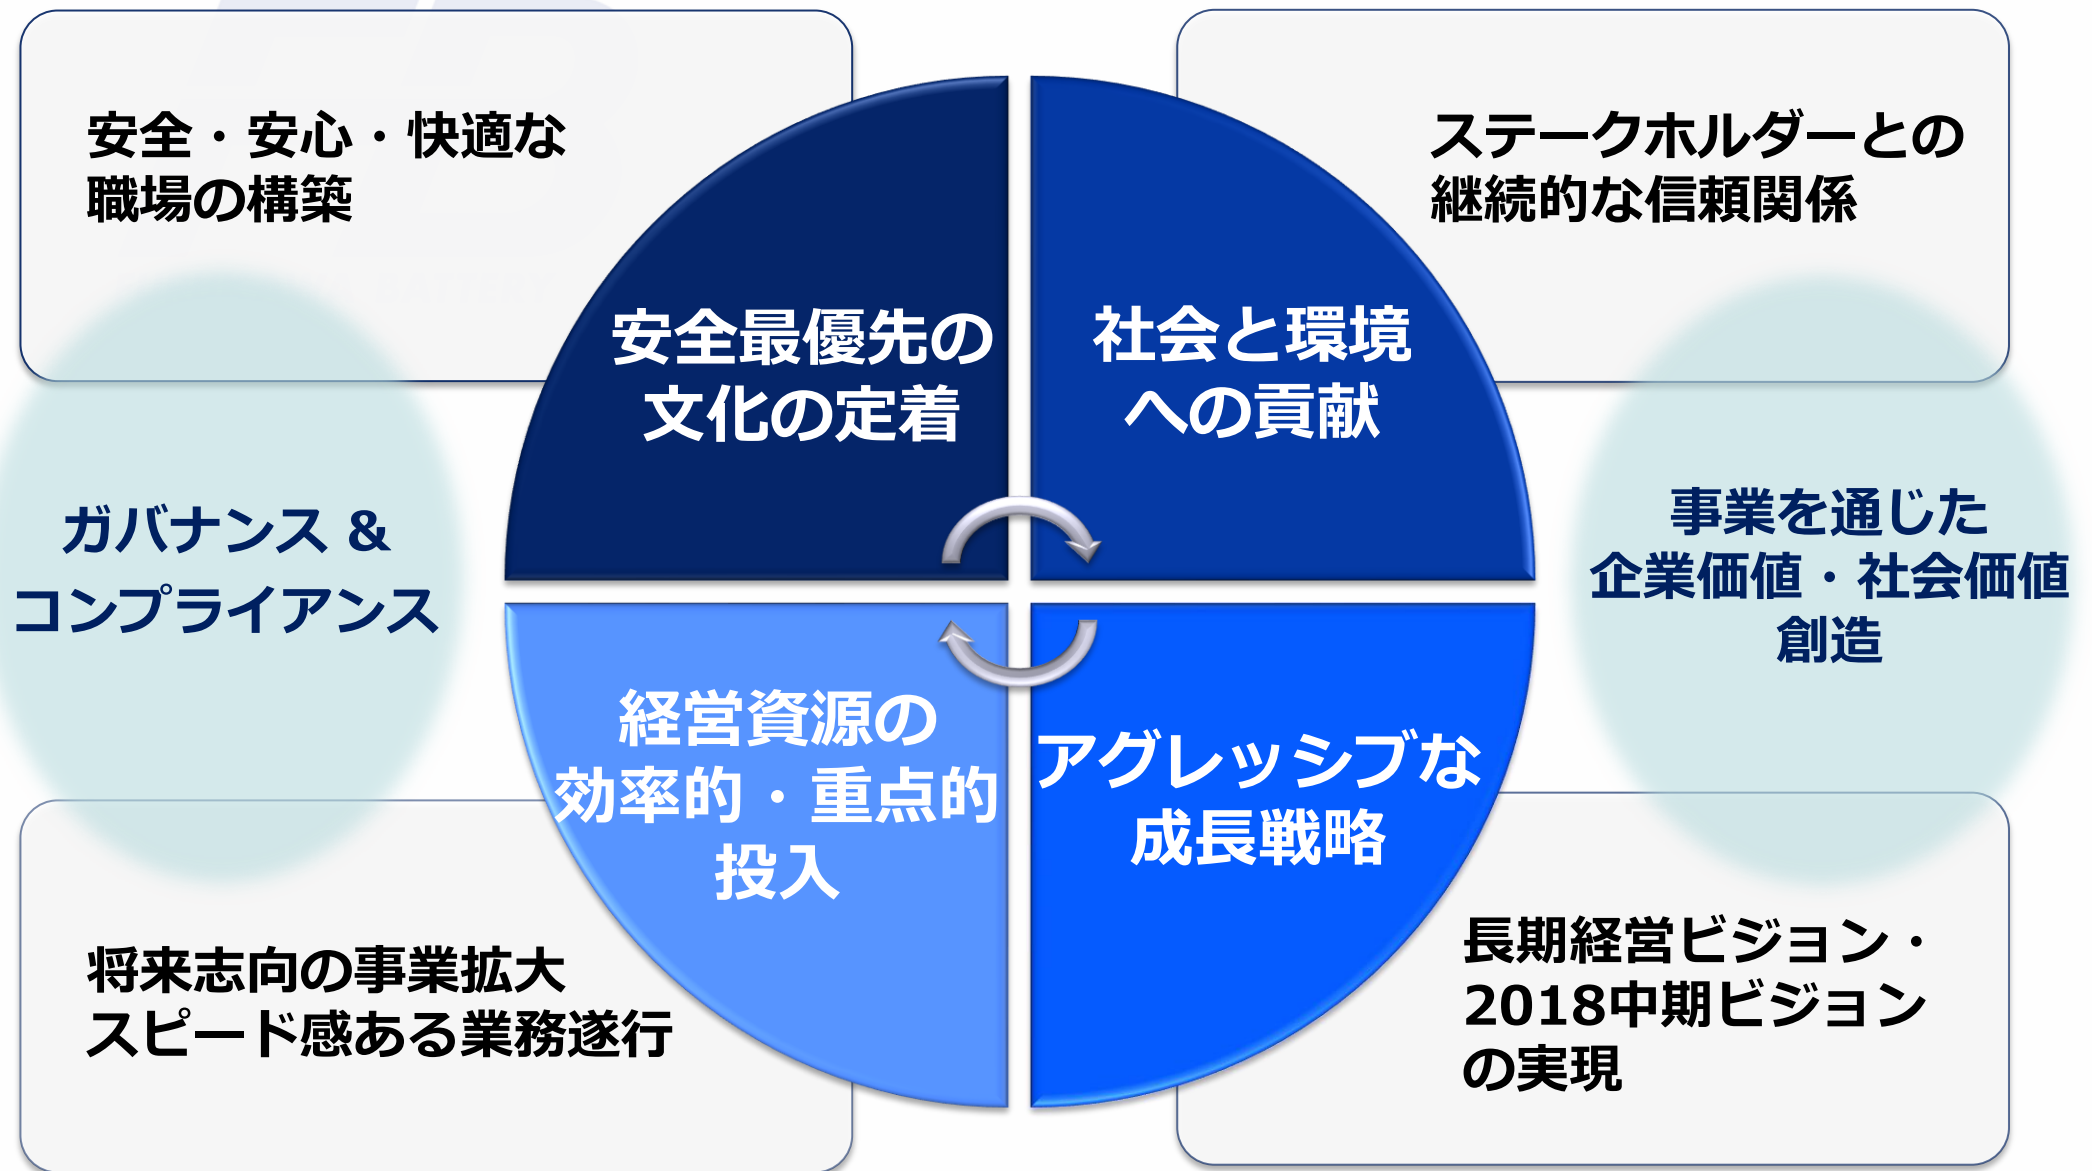 安全・安心・快適な
職場の構築
ステークホルダーとの
継続的な信頼関係
安全最優先の
文化の定着
社会と環境
への貢献
ガバナンス &
コンプライアンス
事業を通じた
企業価値・社会価値
創造
経営資源の
効率的・重点的
投入
アグレッシブな
成長戦略
将来志向の事業拡大
スピード感ある業務遂行
長期経営ビジョン・
2018中期ビジョン
の実現